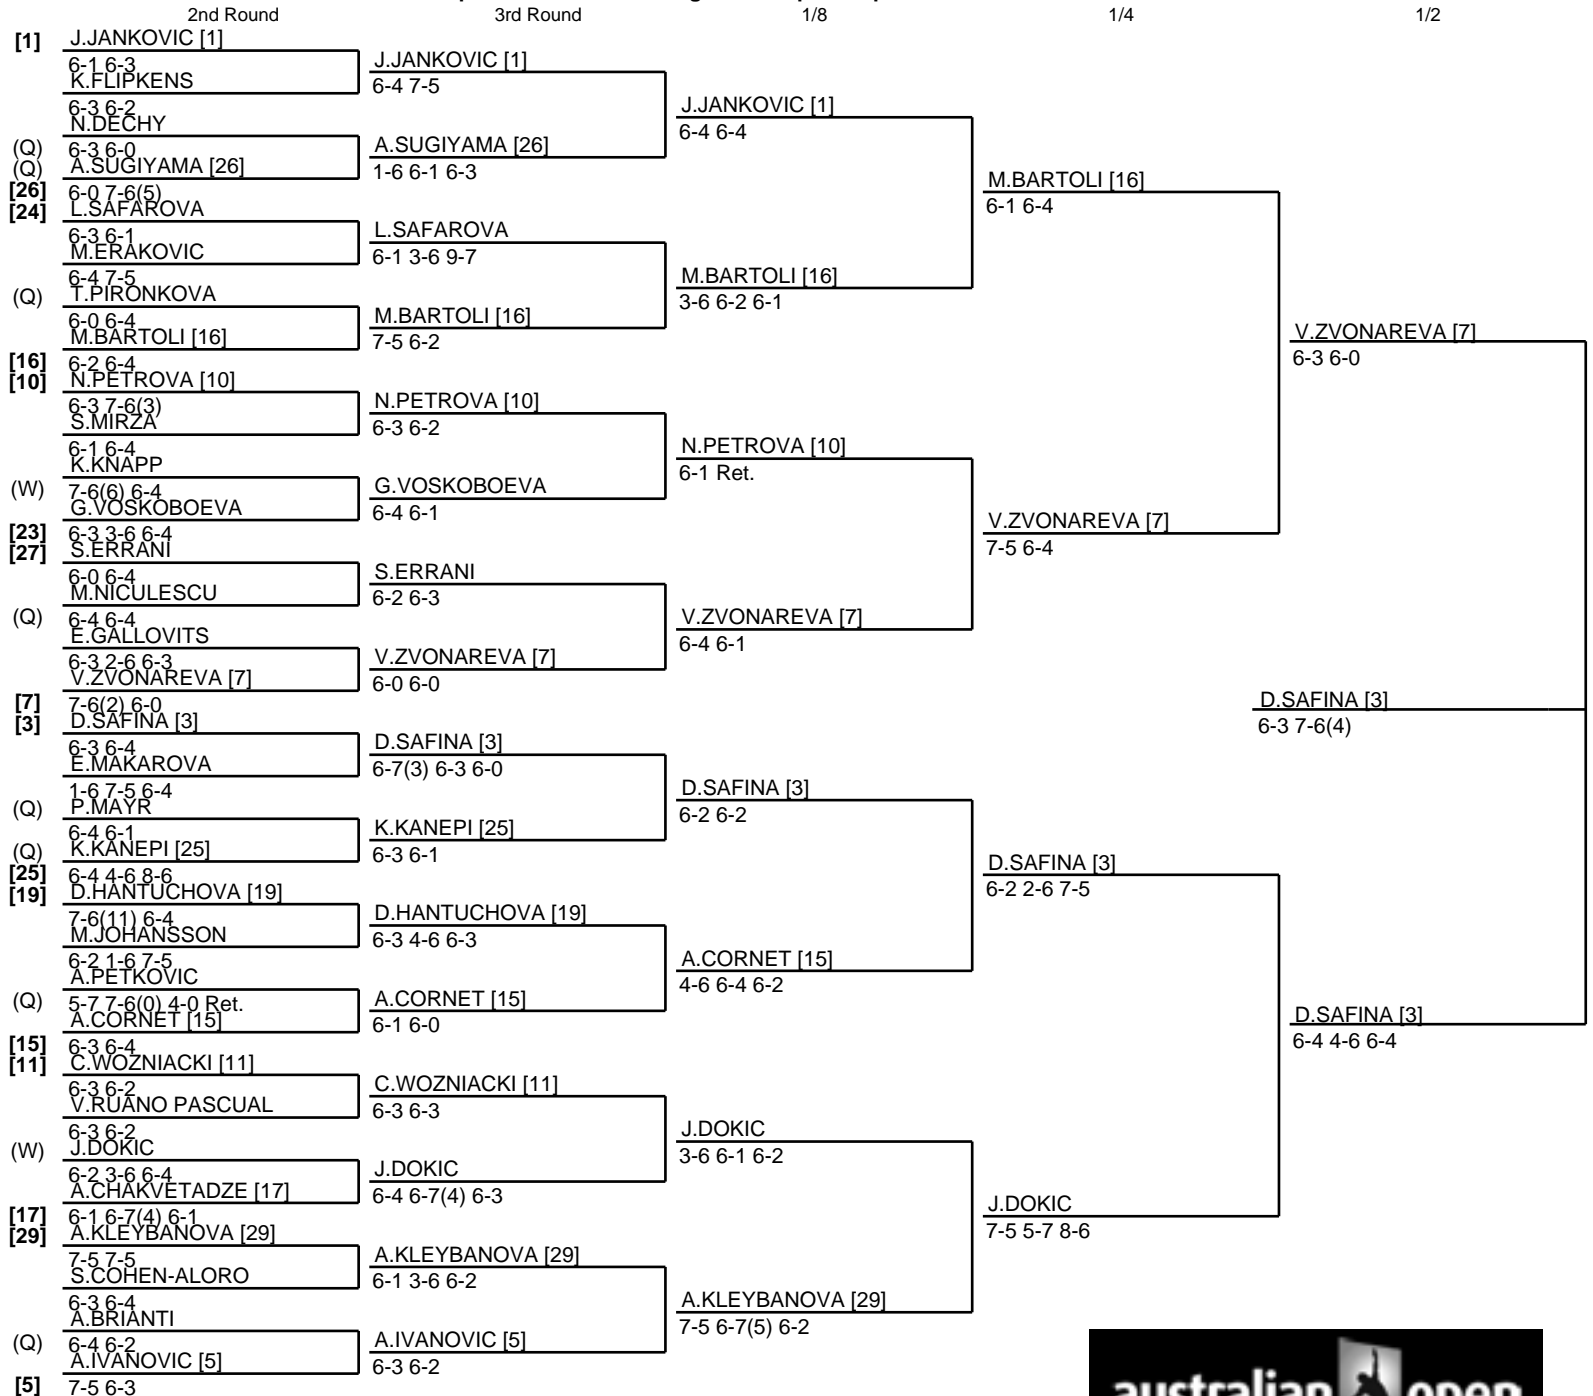 2nd Round 3rd Round 1/8 1/4 1/2
[1] J.JANKOVIC [1]
6-1 6-3 J.JANKOVIC [1]
K.FLIPKENS 6-4 7-5
6-3 6-2 J.JANKOVIC [1]
N.DECHY 6-4 6-4
(Q) 6-3 6-0 A.SUGIYAMA [26]
(Q) A.SUGIYAMA [26] 1-6 6-1 6-3
[26] 6-0 7-6(5) M.BARTOLI [16]
[24] L.SAFAROVA 6-1 6-4
6-3 6-1 L.SAFAROVA
M.ERAKOVIC 6-1 3-6 9-7
6-4 7-5 M.BARTOLI [16]
(Q) T.PIRONKOVA 3-6 6-2 6-1
6-0 6-4 M.BARTOLI [16]
M.BARTOLI [16] 7-5 6-2 V.ZVONAREVA [7]
[16] 6-2 6-4 6-3 6-0
[10] N.PETROVA [10]
6-3 7-6(3) N.PETROVA [10]
S.MIRZA 6-3 6-2
6-1 6-4 N.PETROVA [10]
K.KNAPP 6-1 Ret.
(W) 7-6(6) 6-4 G.VOSKOBOEVA
G.VOSKOBOEVA 6-4 6-1
[23] 6-3 3-6 6-4 V.ZVONAREVA [7]
[27] S.ERRANI 7-5 6-4
6-0 6-4 S.ERRANI
M.NICULESCU 6-2 6-3
(Q) 6-4 6-4 V.ZVONAREVA [7]
E.GALLOVITS 6-4 6-1
6-3 2-6 6-3 V.ZVONAREVA [7]
V.ZVONAREVA [7] 6-0 6-0
[7] 7-6(2) 6-0 D.SAFINA [3]
[3] D.SAFINA [3] 6-3 7-6(4)
6-3 6-4 D.SAFINA [3]
E.MAKAROVA 6-7(3) 6-3 6-0
1-6 7-5 6-4 D.SAFINA [3]
(Q) P.MAYR 6-2 6-2
6-4 6-1 K.KANEPI [25]
(Q) K.KANEPI [25] 6-3 6-1
[25] 6-4 4-6 8-6 D.SAFINA [3]
[19] D.HANTUCHOVA [19] 6-2 2-6 7-5
7-6(11) 6-4 D.HANTUCHOVA [19]
M.JOHANSSON 6-3 4-6 6-3
6-2 1-6 7-5 A.CORNET [15]
A.PETKOVIC 4-6 6-4 6-2
(Q) 5-7 7-6(0) 4-0 Ret. A.CORNET [15]
A.CORNET [15] 6-1 6-0 D.SAFINA [3]
[15] 6-3 6-4 6-4 4-6 6-4
[11] C.WOZNIACKI [11]
6-3 6-2 C.WOZNIACKI [11]
V.RUANO PASCUAL 6-3 6-3
6-3 6-2 J.DOKIC
(W) J.DOKIC 3-6 6-1 6-2
6-2 3-6 6-4 J.DOKIC
A.CHAKVETADZE [17] 6-4 6-7(4) 6-3
[17] 6-1 6-7(4) 6-1 J.DOKIC
[29] A.KLEYBANOVA [29] 7-5 5-7 8-6
7-5 7-5 A.KLEYBANOVA [29]
S.COHEN-ALORO 6-1 3-6 6-2
6-3 6-4 A.KLEYBANOVA [29]
A.BRIANTI 7-5 6-7(5) 6-2
(Q) 6-4 6-2 A.IVANOVIC [5]
A.IVANOVIC [5] 6-3 6-2
[5] 7-5 6-3 australian open